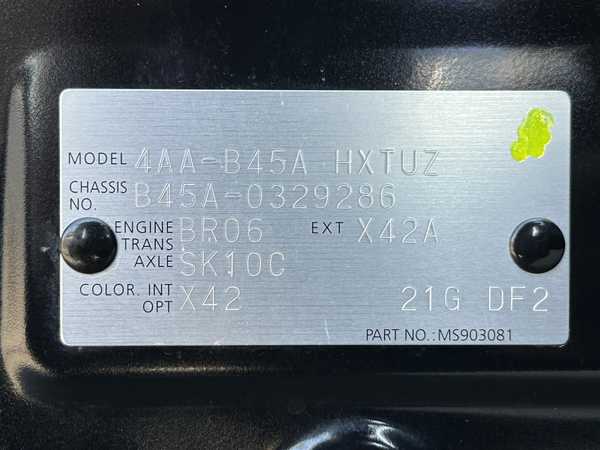 MODEL 4AA-B45A HXTUZ
CHASSIS NO. B45A-0329286
ENGINE BR06 EXT X42A
TRANS AXLE SK10C
COLOR. INT OPT X42 21G DF2
PART NO.:MS903081